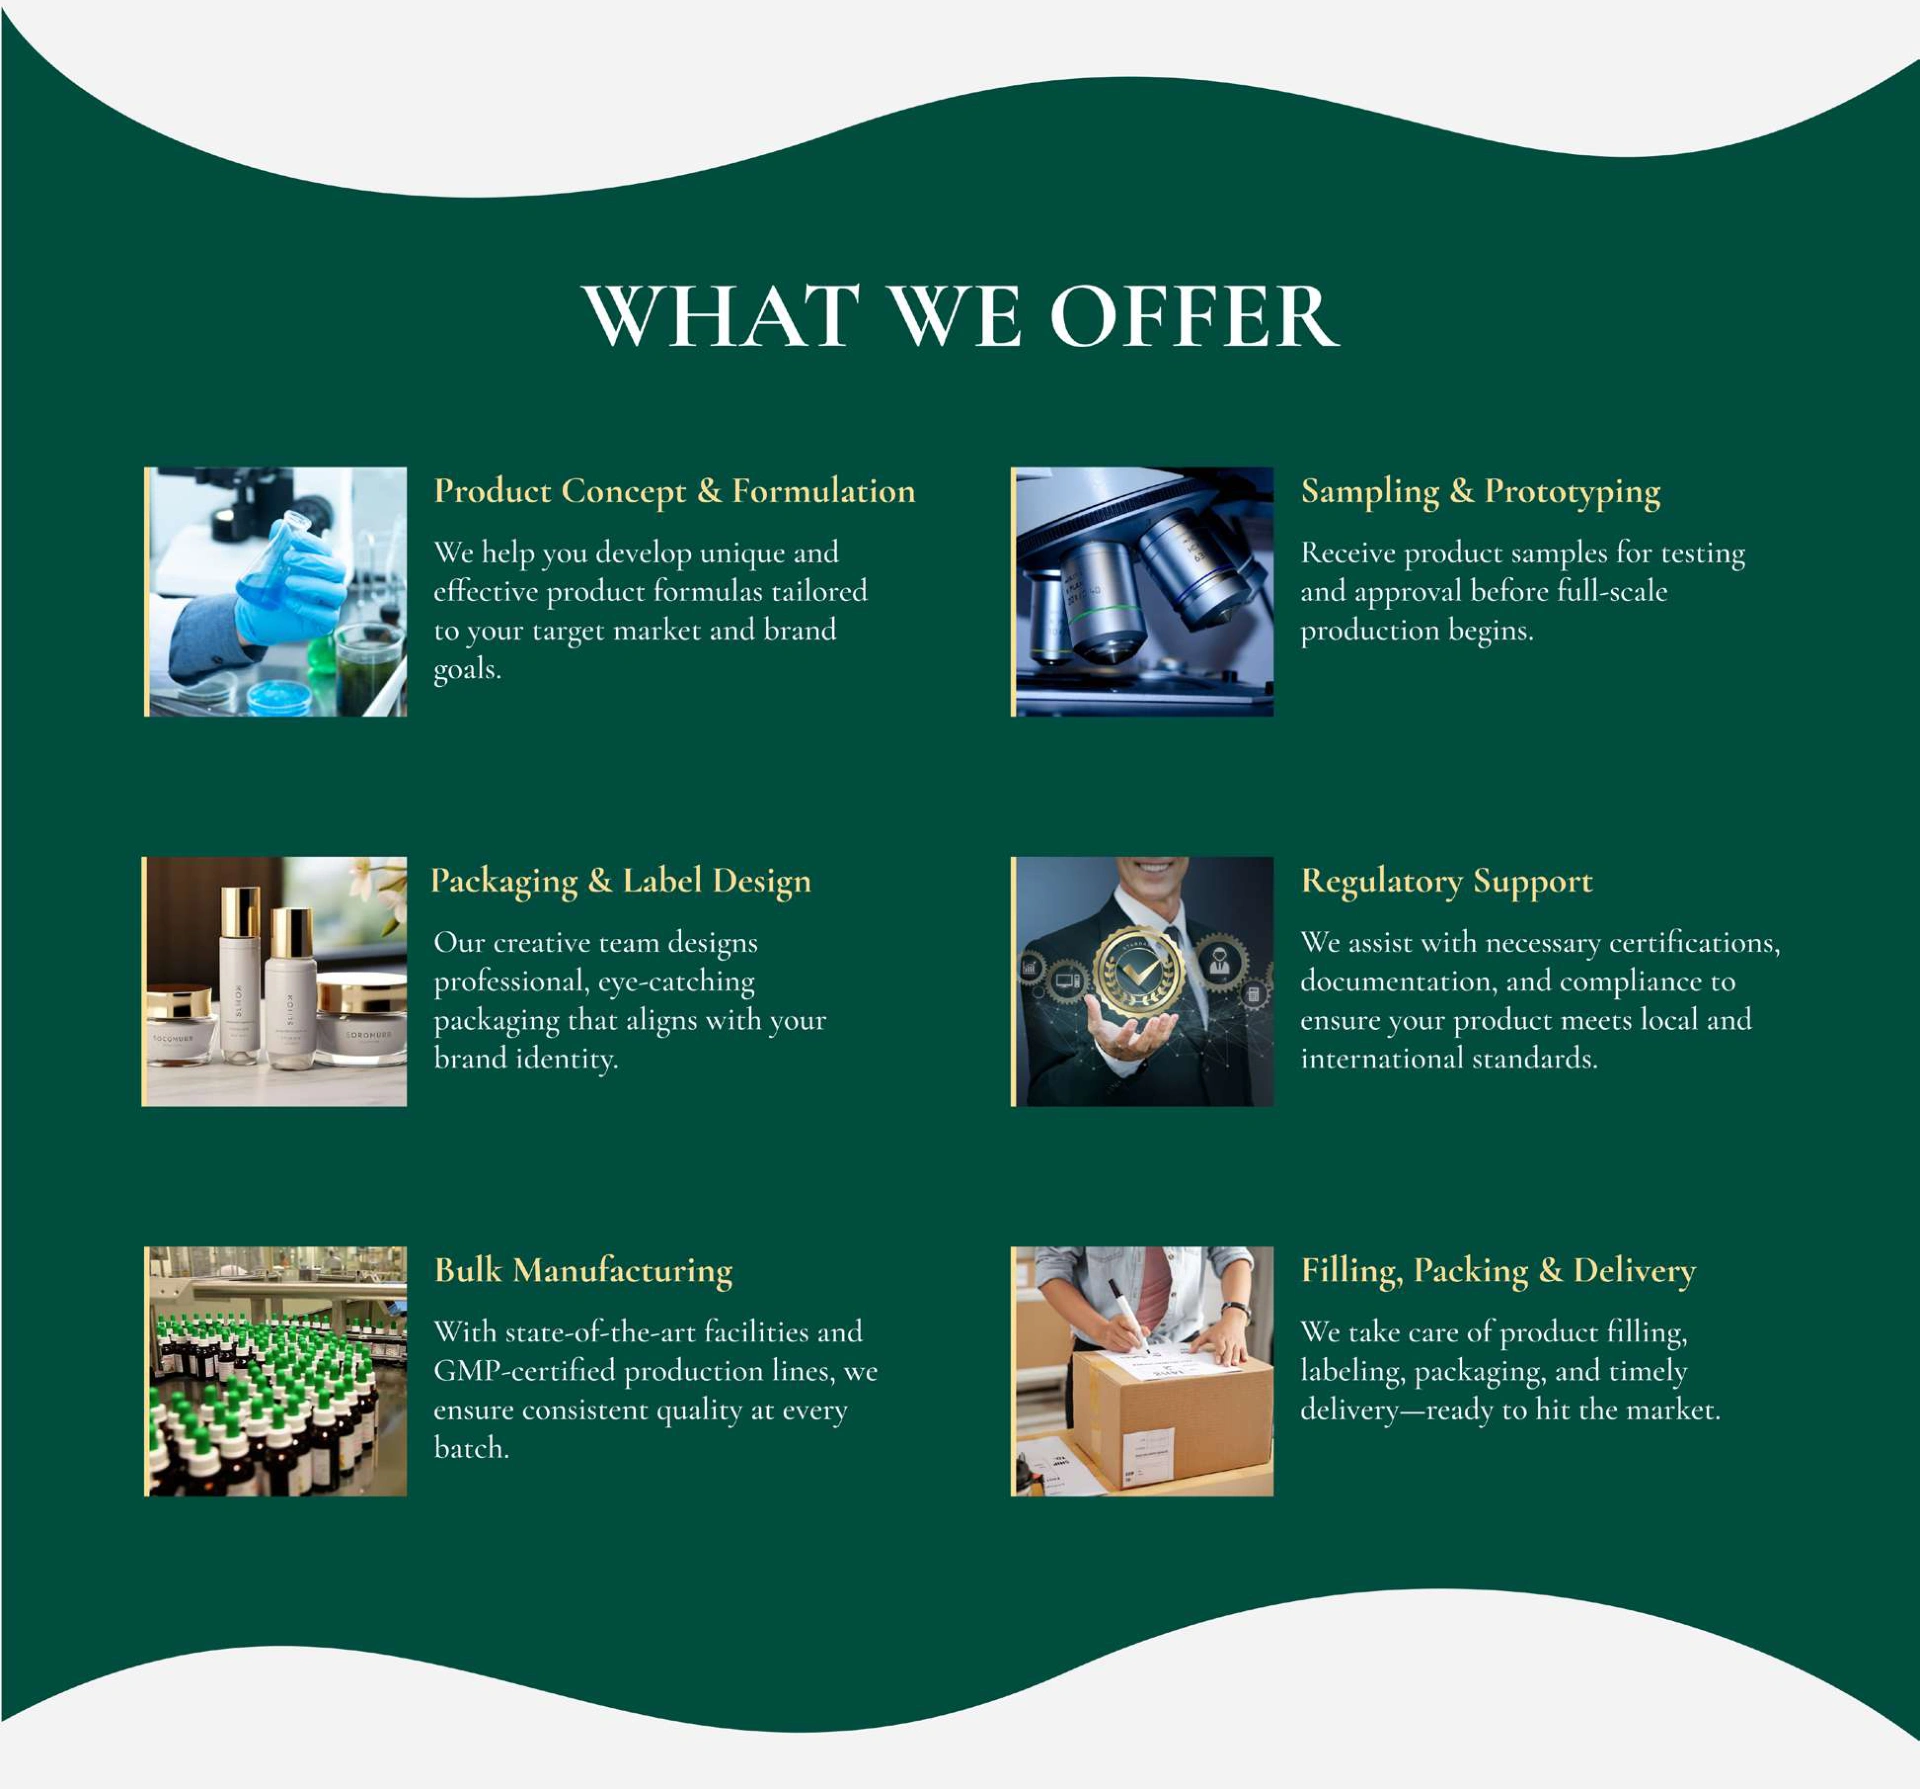 WHAT WE OFFER
Product Concept & Formulation
We help you develop unique and
effective product formulas tailored
to your target market and brand
goals.
Sampling & Prototyping
Receive product samples for testing
and approval before full-scale
production begins.
Packaging & Label Design
Our creative team designs
professional, eye-catching
packaging that aligns with your
brand identity.
Regulatory Support
We assist with necessary certifications,
documentation, and compliance to
ensure your product meets local and
international standards.
Bulk Manufacturing
With state-of-the-art facilities and
GMP-certified production lines, we
ensure consistent quality at every
batch.
Filling, Packing & Delivery
We take care of product filling,
labeling, packaging, and timely
delivery—ready to hit the market.